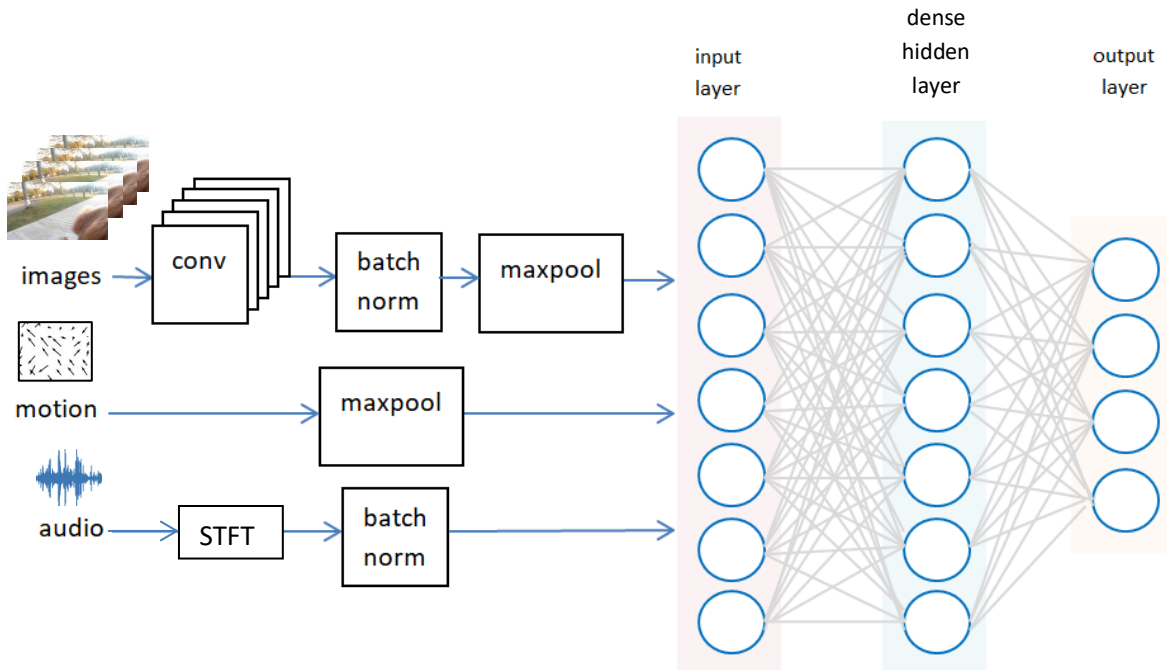 dense
hidden
layer
input
layer
output
layer
images
conv
batch
norm
maxpool
motion
maxpool
audio
STFT
batch
norm